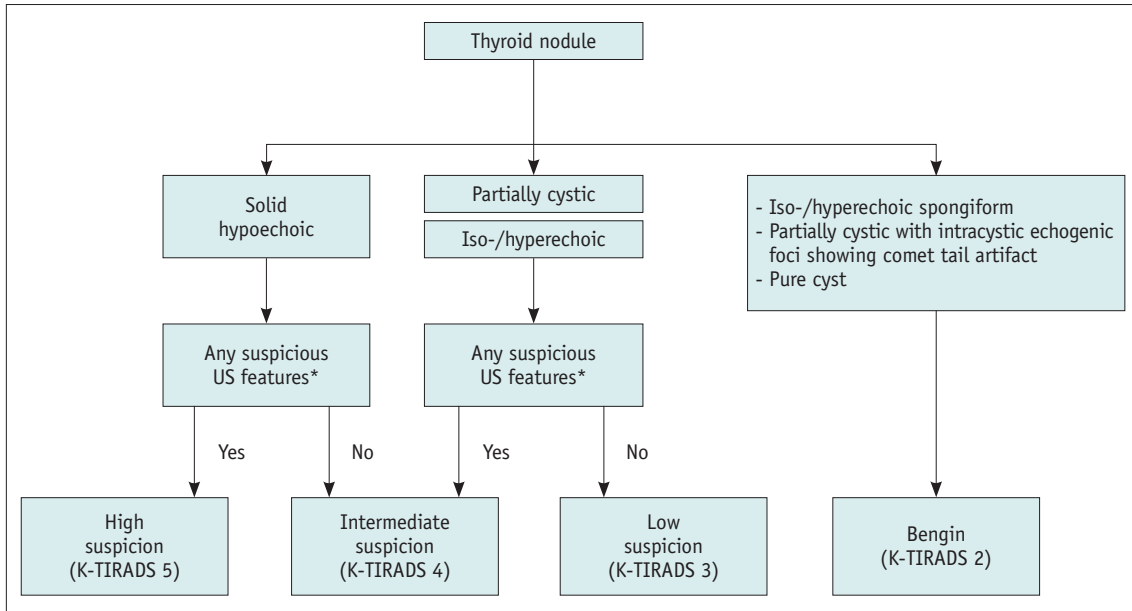 Thyroid nodule
Solid
hypoechoic
Partially cystic
Iso-/hyperechoic
- Iso-/hyperechoic spongiform
- Partially cystic with intracystic echogenic
foci showing comet tail artifact
- Pure cyst
Any suspicious
US features*
Any suspicious
US features*
Yes
No
Yes
No
High
suspicion
(K-TIRADS 5)
Intermediate
suspicion
(K-TIRADS 4)
Low
suspicion
(K-TIRADS 3)
Bengin
(K-TIRADS 2)